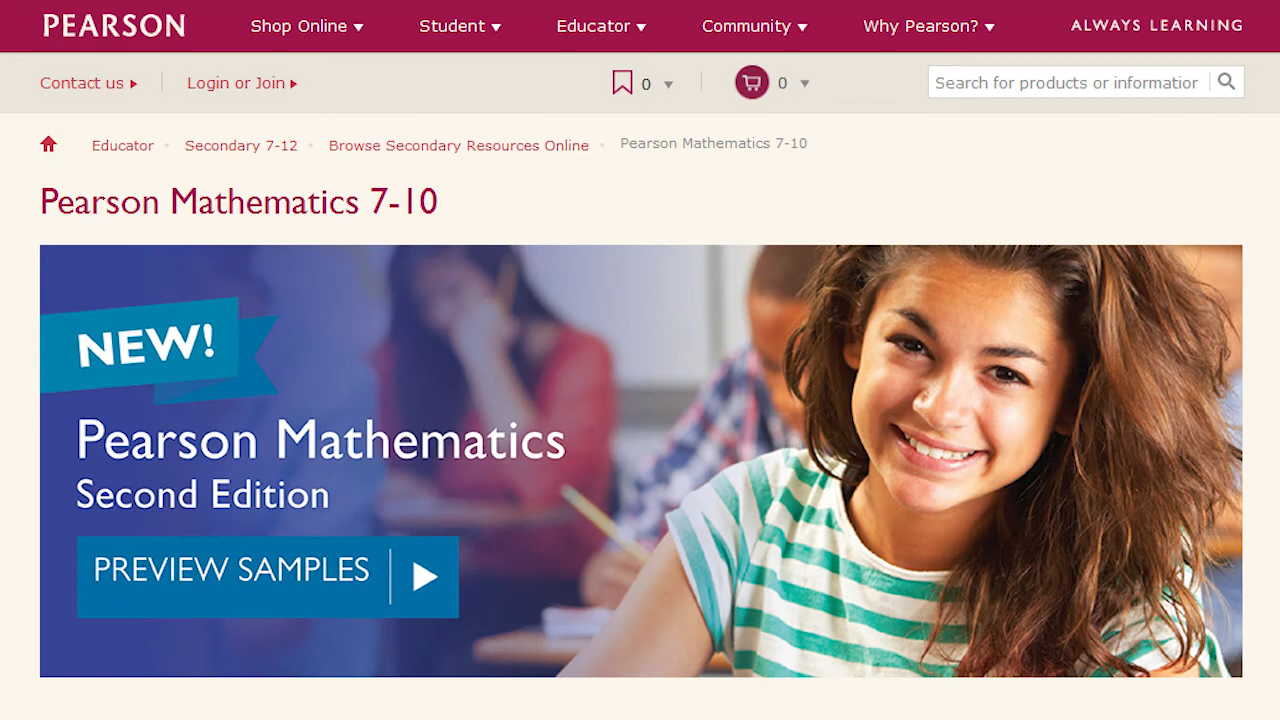 PEARSON
Shop Online
Student
Educator
Community
Why Pearson?
ALWAYS LEARNING
Contact us
Login or Join
0
0
Search for products or information
Educator
Secondary 7-12
Browse Secondary Resources Online
Pearson Mathematics 7-10
Pearson Mathematics 7-10
NEW!
Pearson Mathematics
Second Edition
PREVIEW SAMPLES